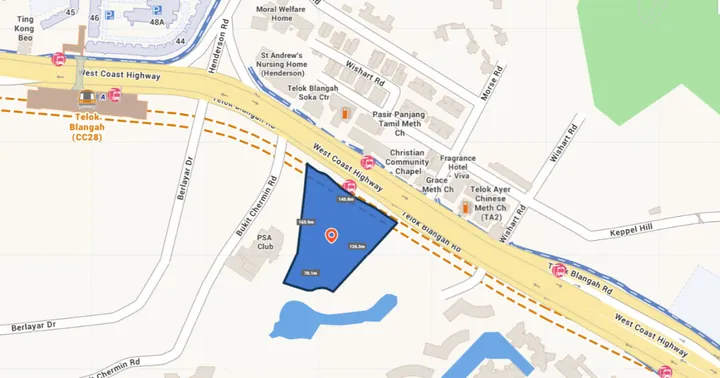 Ting
Kong
Beo
45
48A
44
West Coast Highway
A
Telok
Blangah
(CC28)
Henderson Rd
Moral Welfare
Home
St Andrew's
Nursing Home
(Henderson)
Telok Blangah
Soka Ctr
Wishart Rd
Pasir Panjang
Tamil Meth
Ch
Morse Rd
Wishart Rd
Telok Blangah Rd
West Coast Highway
Christian
Community
Chapel
Fragrance
Hotel
- Viva
Grace
Meth Ch
Telok Ayer
Chinese
Meth Ch
(TA2)
Wishart Rd
Keppel Hill
Berlayar Dr
Bukit Chermin Rd
PSA
Club
Telok Blangah Rd
Telok Blangah Rd
West Coast Highway
Berlayar Dr
Chermin Rd